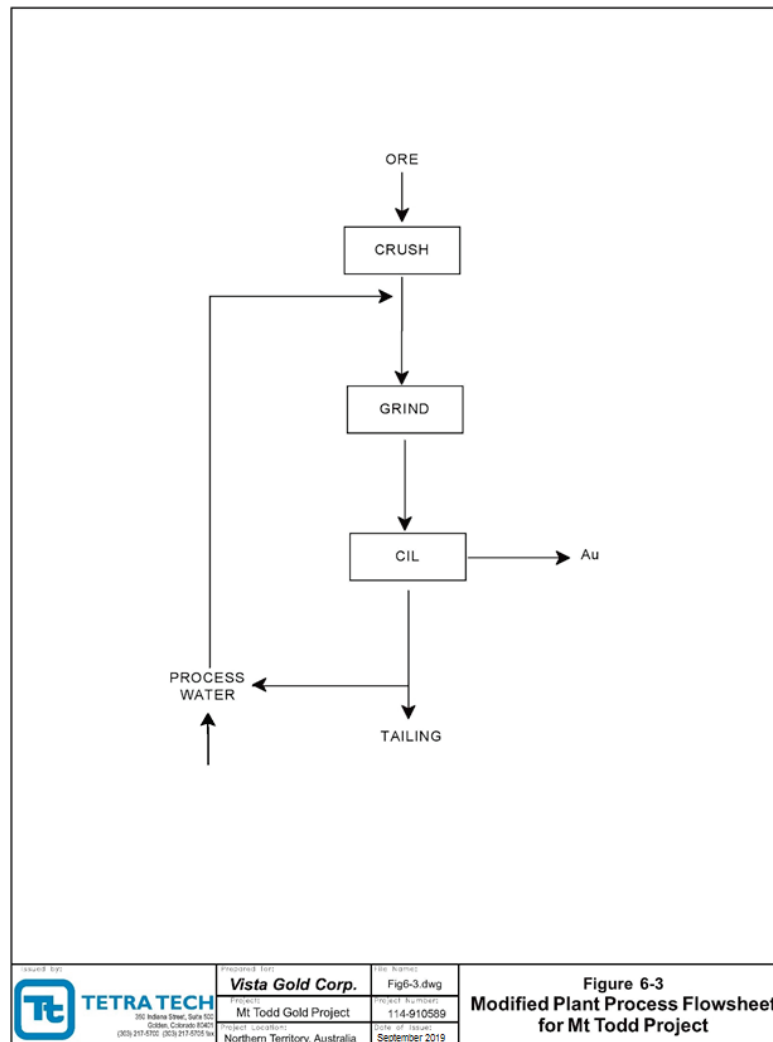 ORE
CRUSH
GRIND
CIL
Au
PROCESS
WATER
TAILING
Issued by:
Tt
TETRA TECH
350 Indiana Street, Suite 500
Golden, Colorado 80401
(303) 217-5700 (303) 217-5705 fax
Prepared for:
Vista Gold Corp.
File Name:
Fig6-3.dwg
Project:
Mt Todd Gold Project
Project Number:
114-910589
Project Location:
Northern Territory, Australia
Date of Issue:
September 2019
Figure 6-3
Modified Plant Process Flowsheet
for Mt Todd Project